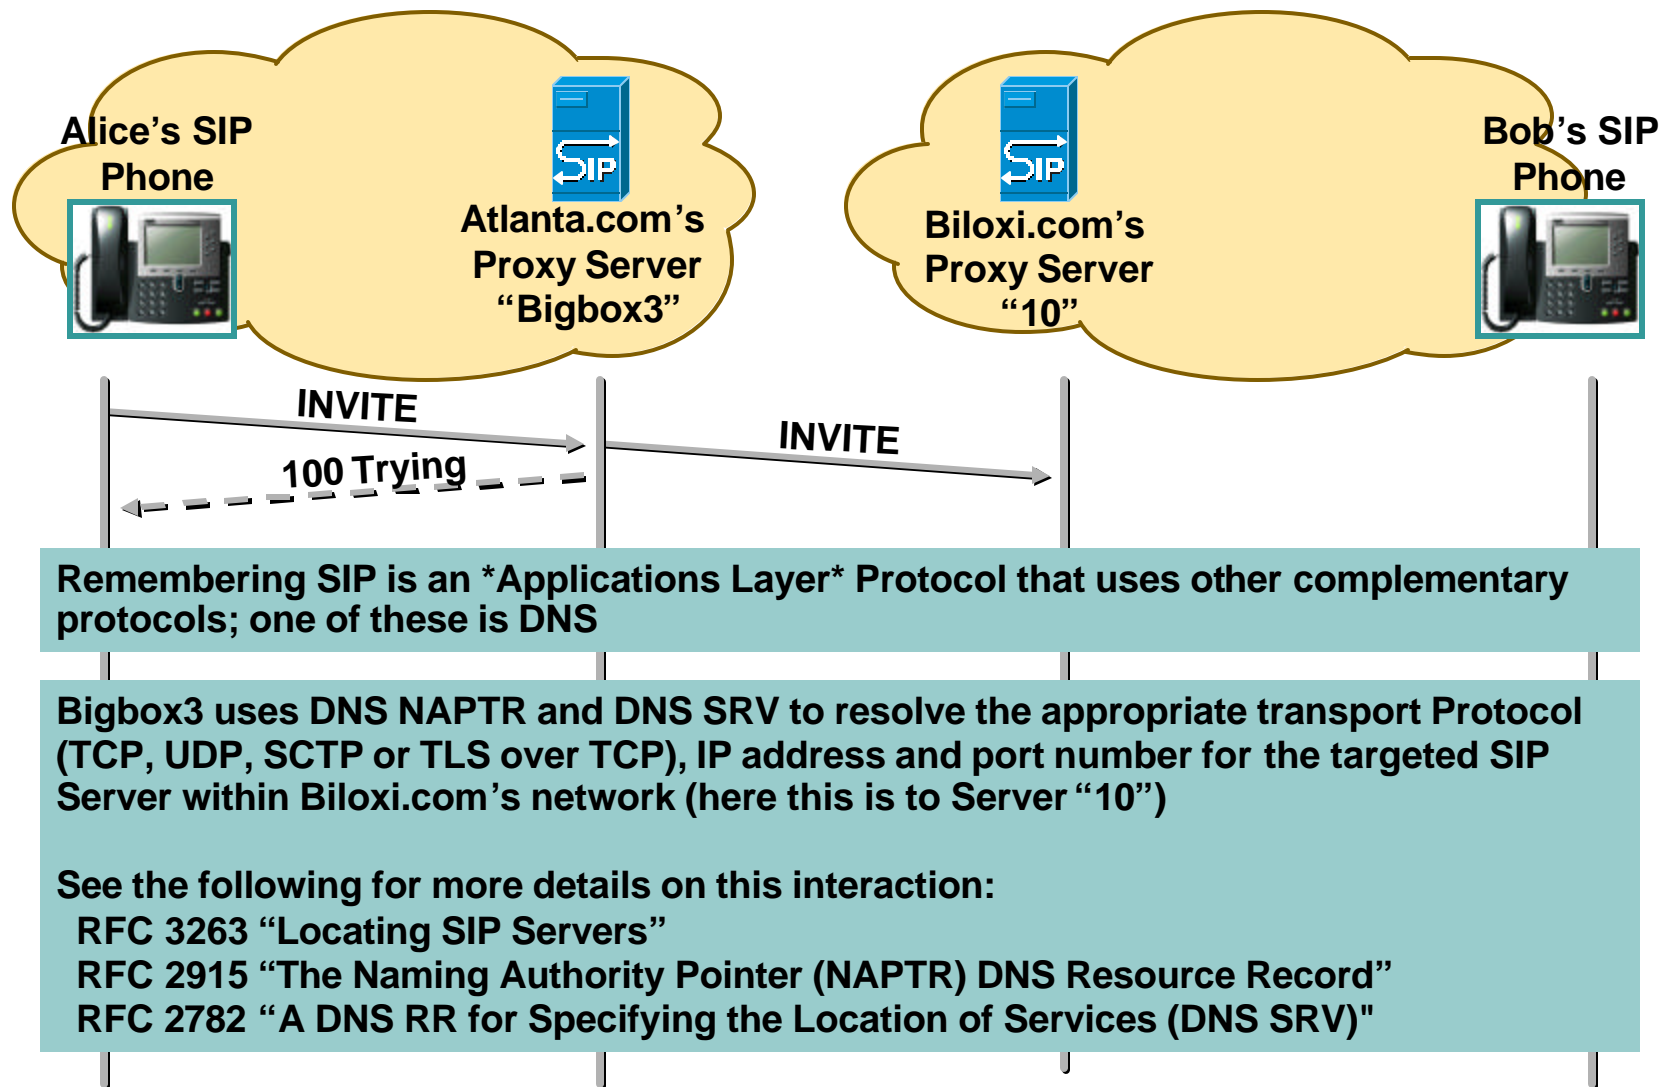 Alice’s SIP
Phone
SIP
Atlanta.com’s
Proxy Server
“Bigbox3”
SIP
Biloxi.com’s
Proxy Server
“10”
Bob’s SIP
Phone
INVITE
INVITE
100 Trying
Remembering SIP is an *Applications Layer* Protocol that uses other complementary
protocols; one of these is DNS
Bigbox3 uses DNS NAPTR and DNS SRV to resolve the appropriate transport Protocol
(TCP, UDP, SCTP or TLS over TCP), IP address and port number for the targeted SIP
Server within Biloxi.com’s network (here this is to Server “10”)
See the following for more details on this interaction:
RFC 3263 “Locating SIP Servers”
RFC 2915 “The Naming Authority Pointer (NAPTR) DNS Resource Record”
RFC 2782 “A DNS RR for Specifying the Location of Services (DNS SRV)"